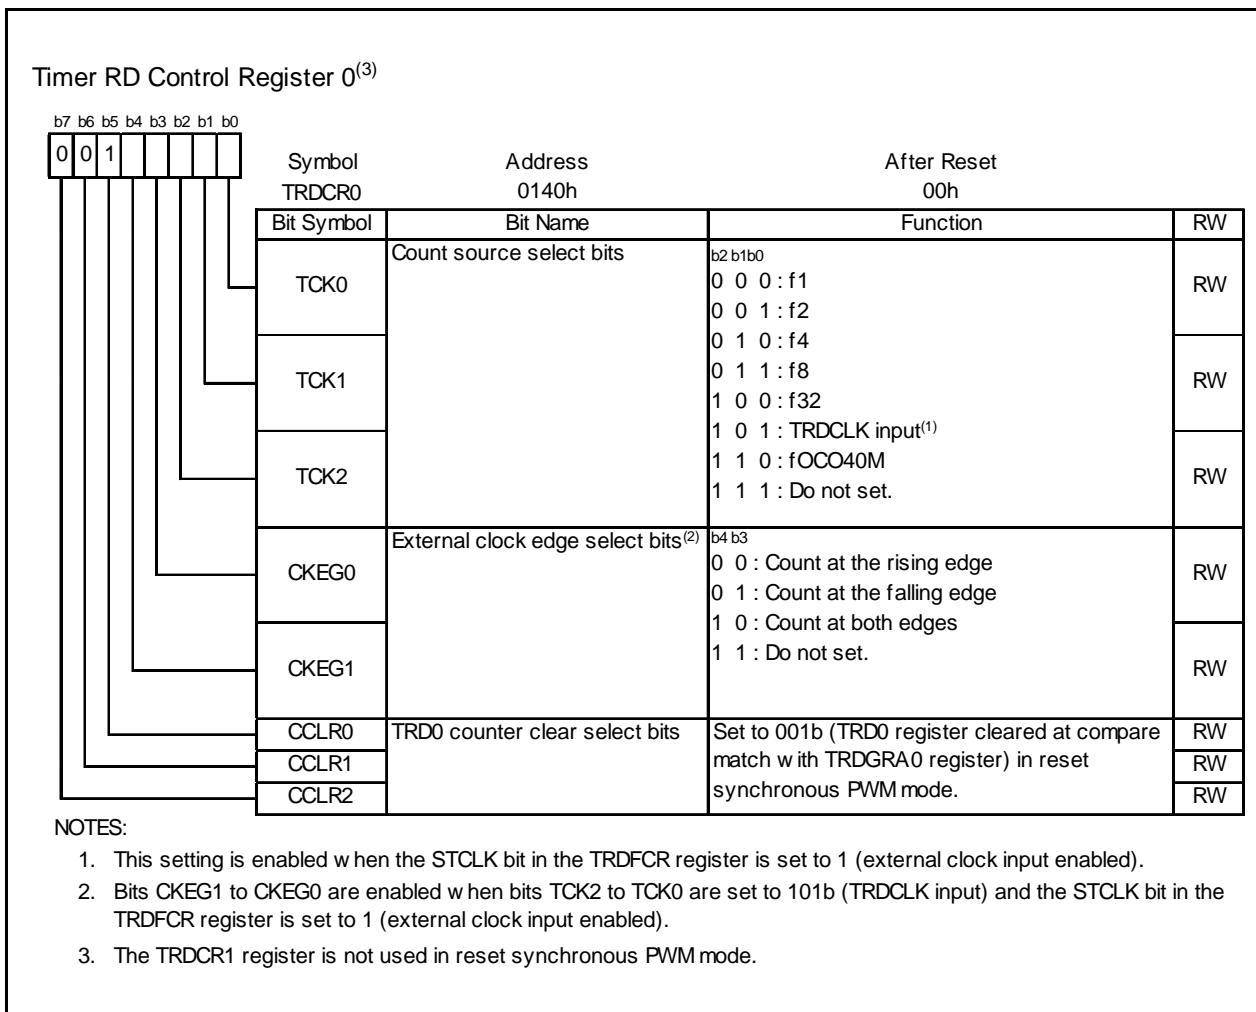 Timer RD Control Register 0(3)
b7 b6 b5 b4 b3 b2 b1 b0
0 0 1
Symbol Address After Reset
TRDCR0 0140h 00h
Bit Symbol Bit Name Function RW
TCK0 Count source select bits b2 b1 b0 RW
0 0 0 : f1
0 0 1 : f2
0 1 0 : f4
TCK1 0 1 1 : f8 RW
1 0 0 : f32
1 0 1 : TRDCLK input(1)
TCK2 1 1 0 : fOCO40M RW
1 1 1 : Do not set.
CKEG0 External clock edge select bits(2) b4 b3 RW
0 0 : Count at the rising edge
0 1 : Count at the falling edge
1 0 : Count at both edges
CKEG1 1 1 : Do not set. RW
CCLR0 TRD0 counter clear select bits Set to 001b (TRD0 register cleared at compare RW
CCLR1 match with TRDGRA0 register) in reset RW
CCLR2 synchronous PWM mode. RW
NOTES:
1. This setting is enabled when the STCLK bit in the TRDFCR register is set to 1 (external clock input enabled).
2. Bits CKEG1 to CKEG0 are enabled when bits TCK2 to TCK0 are set to 101b (TRDCLK input) and the STCLK bit in the
TRDFCR register is set to 1 (external clock input enabled).
3. The TRDCR1 register is not used in reset synchronous PWM mode.